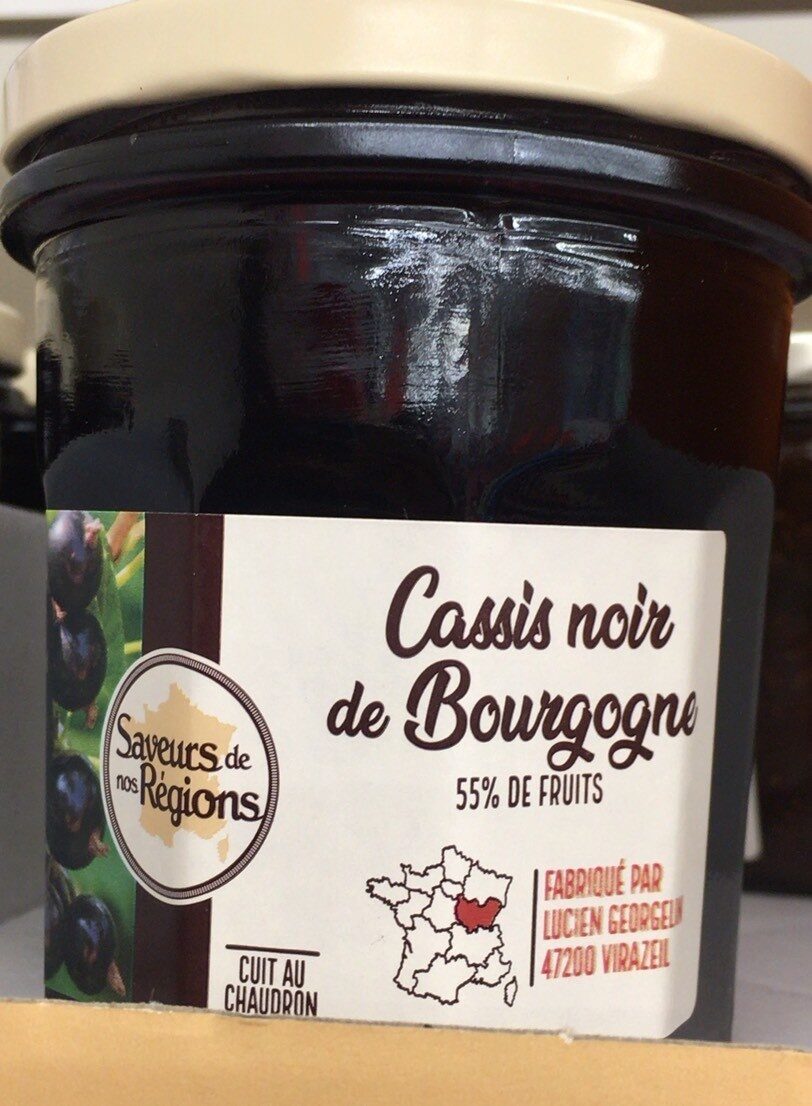 Cassis noir
de Bourgogne
55% DE FRUITS
Saveurs de
nos Régions
FABRIQUÉ PAR
LUCIEN GEORGELIN
47200 VIRAZEIL
CUIT AU
CHAUDRON